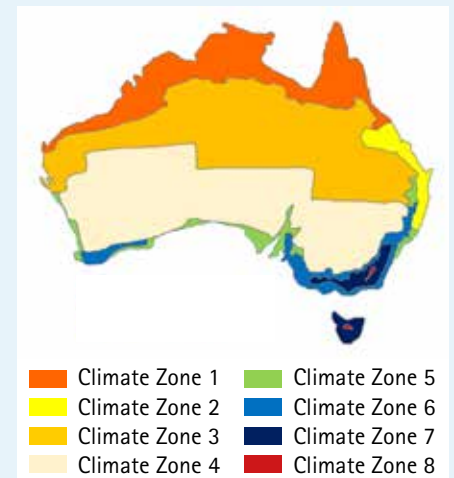 Climate Zone 1
Climate Zone 2
Climate Zone 3
Climate Zone 4
Climate Zone 5
Climate Zone 6
Climate Zone 7
Climate Zone 8